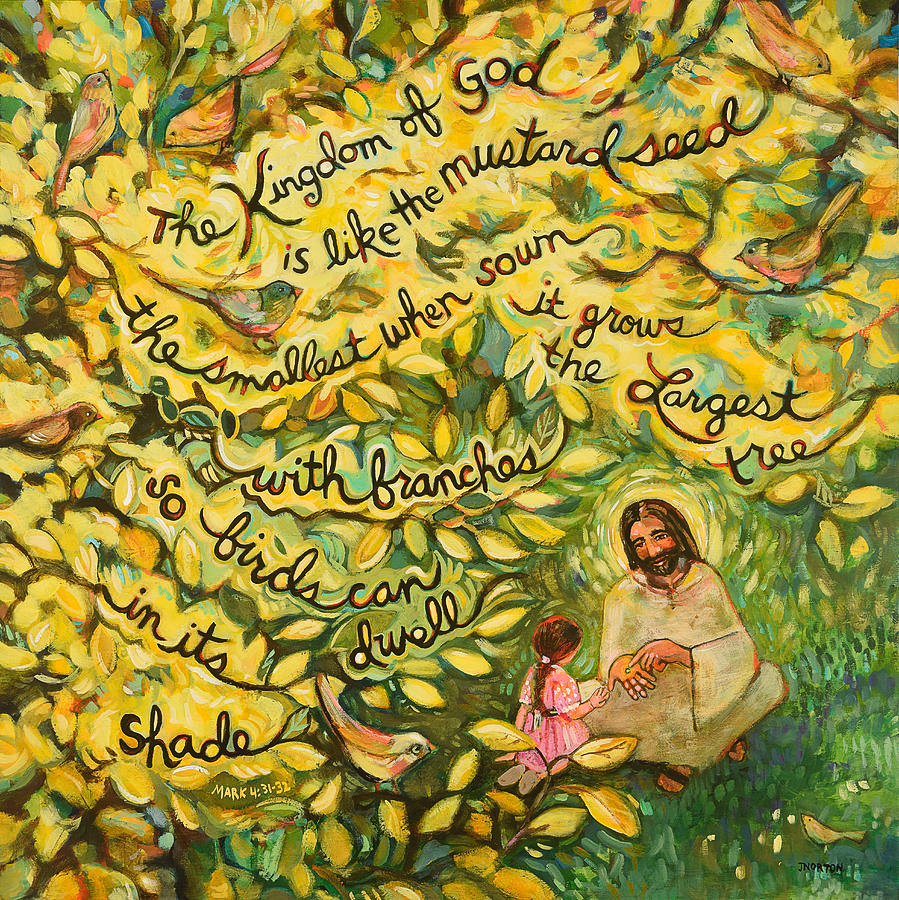 The Kingdom of God
is like the mustard seed
the smallest when sown
it grows
the Largest
tree
with branches
so birds can
dwell
in its
shade
MARK 4:31-32
JNORTON